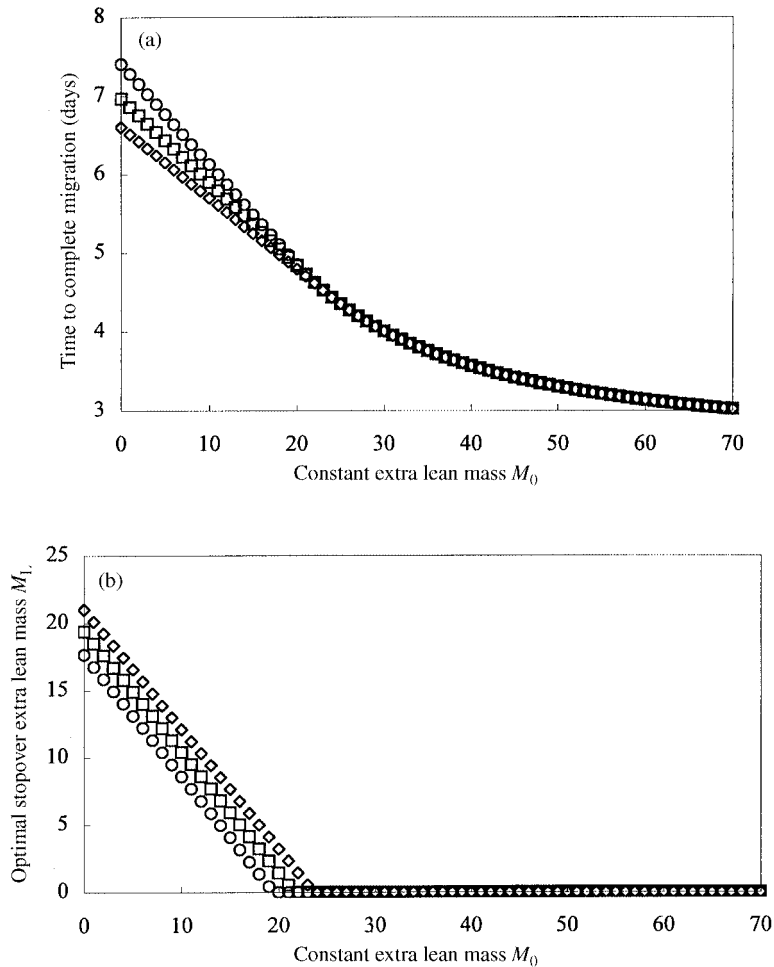 (a)
Time to complete migration (days)
8
7
6
5
4
3
0 10 20 30 40 50 60 70
Constant extra lean mass M0
(b)
Optimal stopover extra lean mass ML
25
20
15
10
5
0
0 10 20 30 40 50 60 70
Constant extra lean mass M0